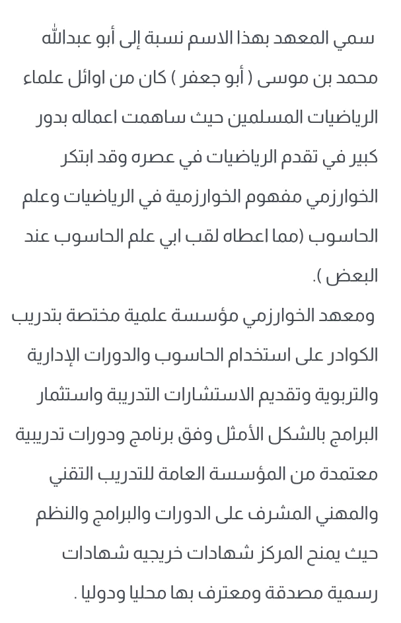 سمي المعهد بهذا الاسم نسبة إلى أبو عبدالله
محمد بن موسى ( أبو جعفر ) كان من اوائل علماء
الرياضيات المسلمين حيث ساهمت اعماله بدور
كبير في تقدم الرياضيات في عصره وقد ابتكر
الخوارزمي مفهوم الخوارزمية في الرياضيات وعلم
الحاسوب (مما اعطاه لقب ابي علم الحاسوب عند
البعض ).
ومعهد الخوارزمي مؤسسة علمية مختصة بتدريب
الكوادر على استخدام الحاسوب والدورات الإدارية
والتربوية وتقديم الاستشارات التدريبة واستثمار
البرامج بالشكل الأمثل وفق برنامج ودورات تدريبية
معتمدة من المؤسسة العامة للتدريب التقني
والمهني المشرف على الدورات والبرامج والنظم
حيث يمنح المركز شهادات خريجيه شهادات
رسمية مصدقة ومعترف بها محليا ودوليا .